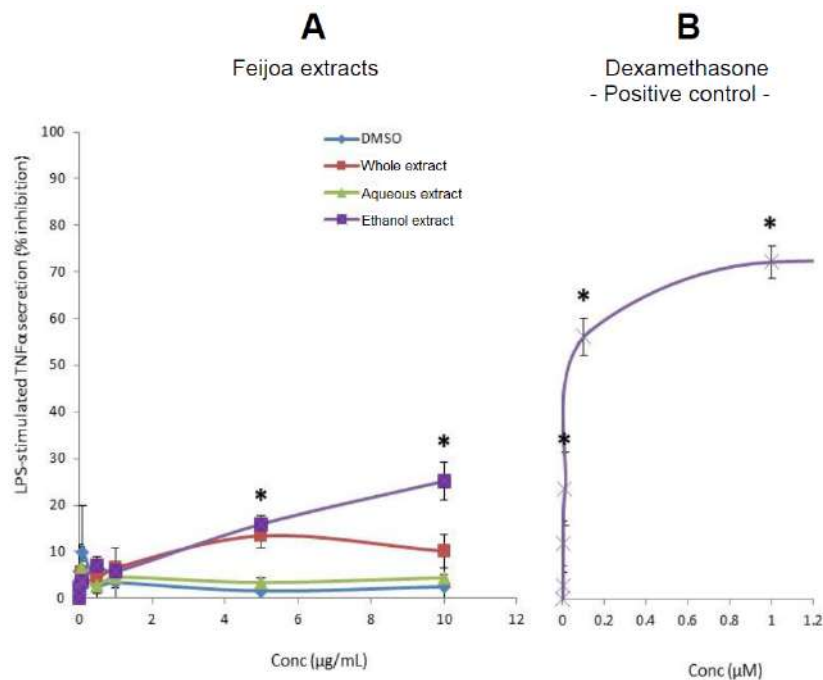 A
Feijoa extracts
B
Dexamethasone
- Positive control -
DMSO
Whole extract
Aqueous extract
Ethanol extract
LPS-stimulated TNFα secretion (% inhibition)
100
90
80
70
60
50
40
30
20
10
0
*
*
*
*
*
0 2 4 6 8 10 12
Conc (µg/mL)
0 0.2 0.4 0.6 0.8 1 1.2
Conc (µM)